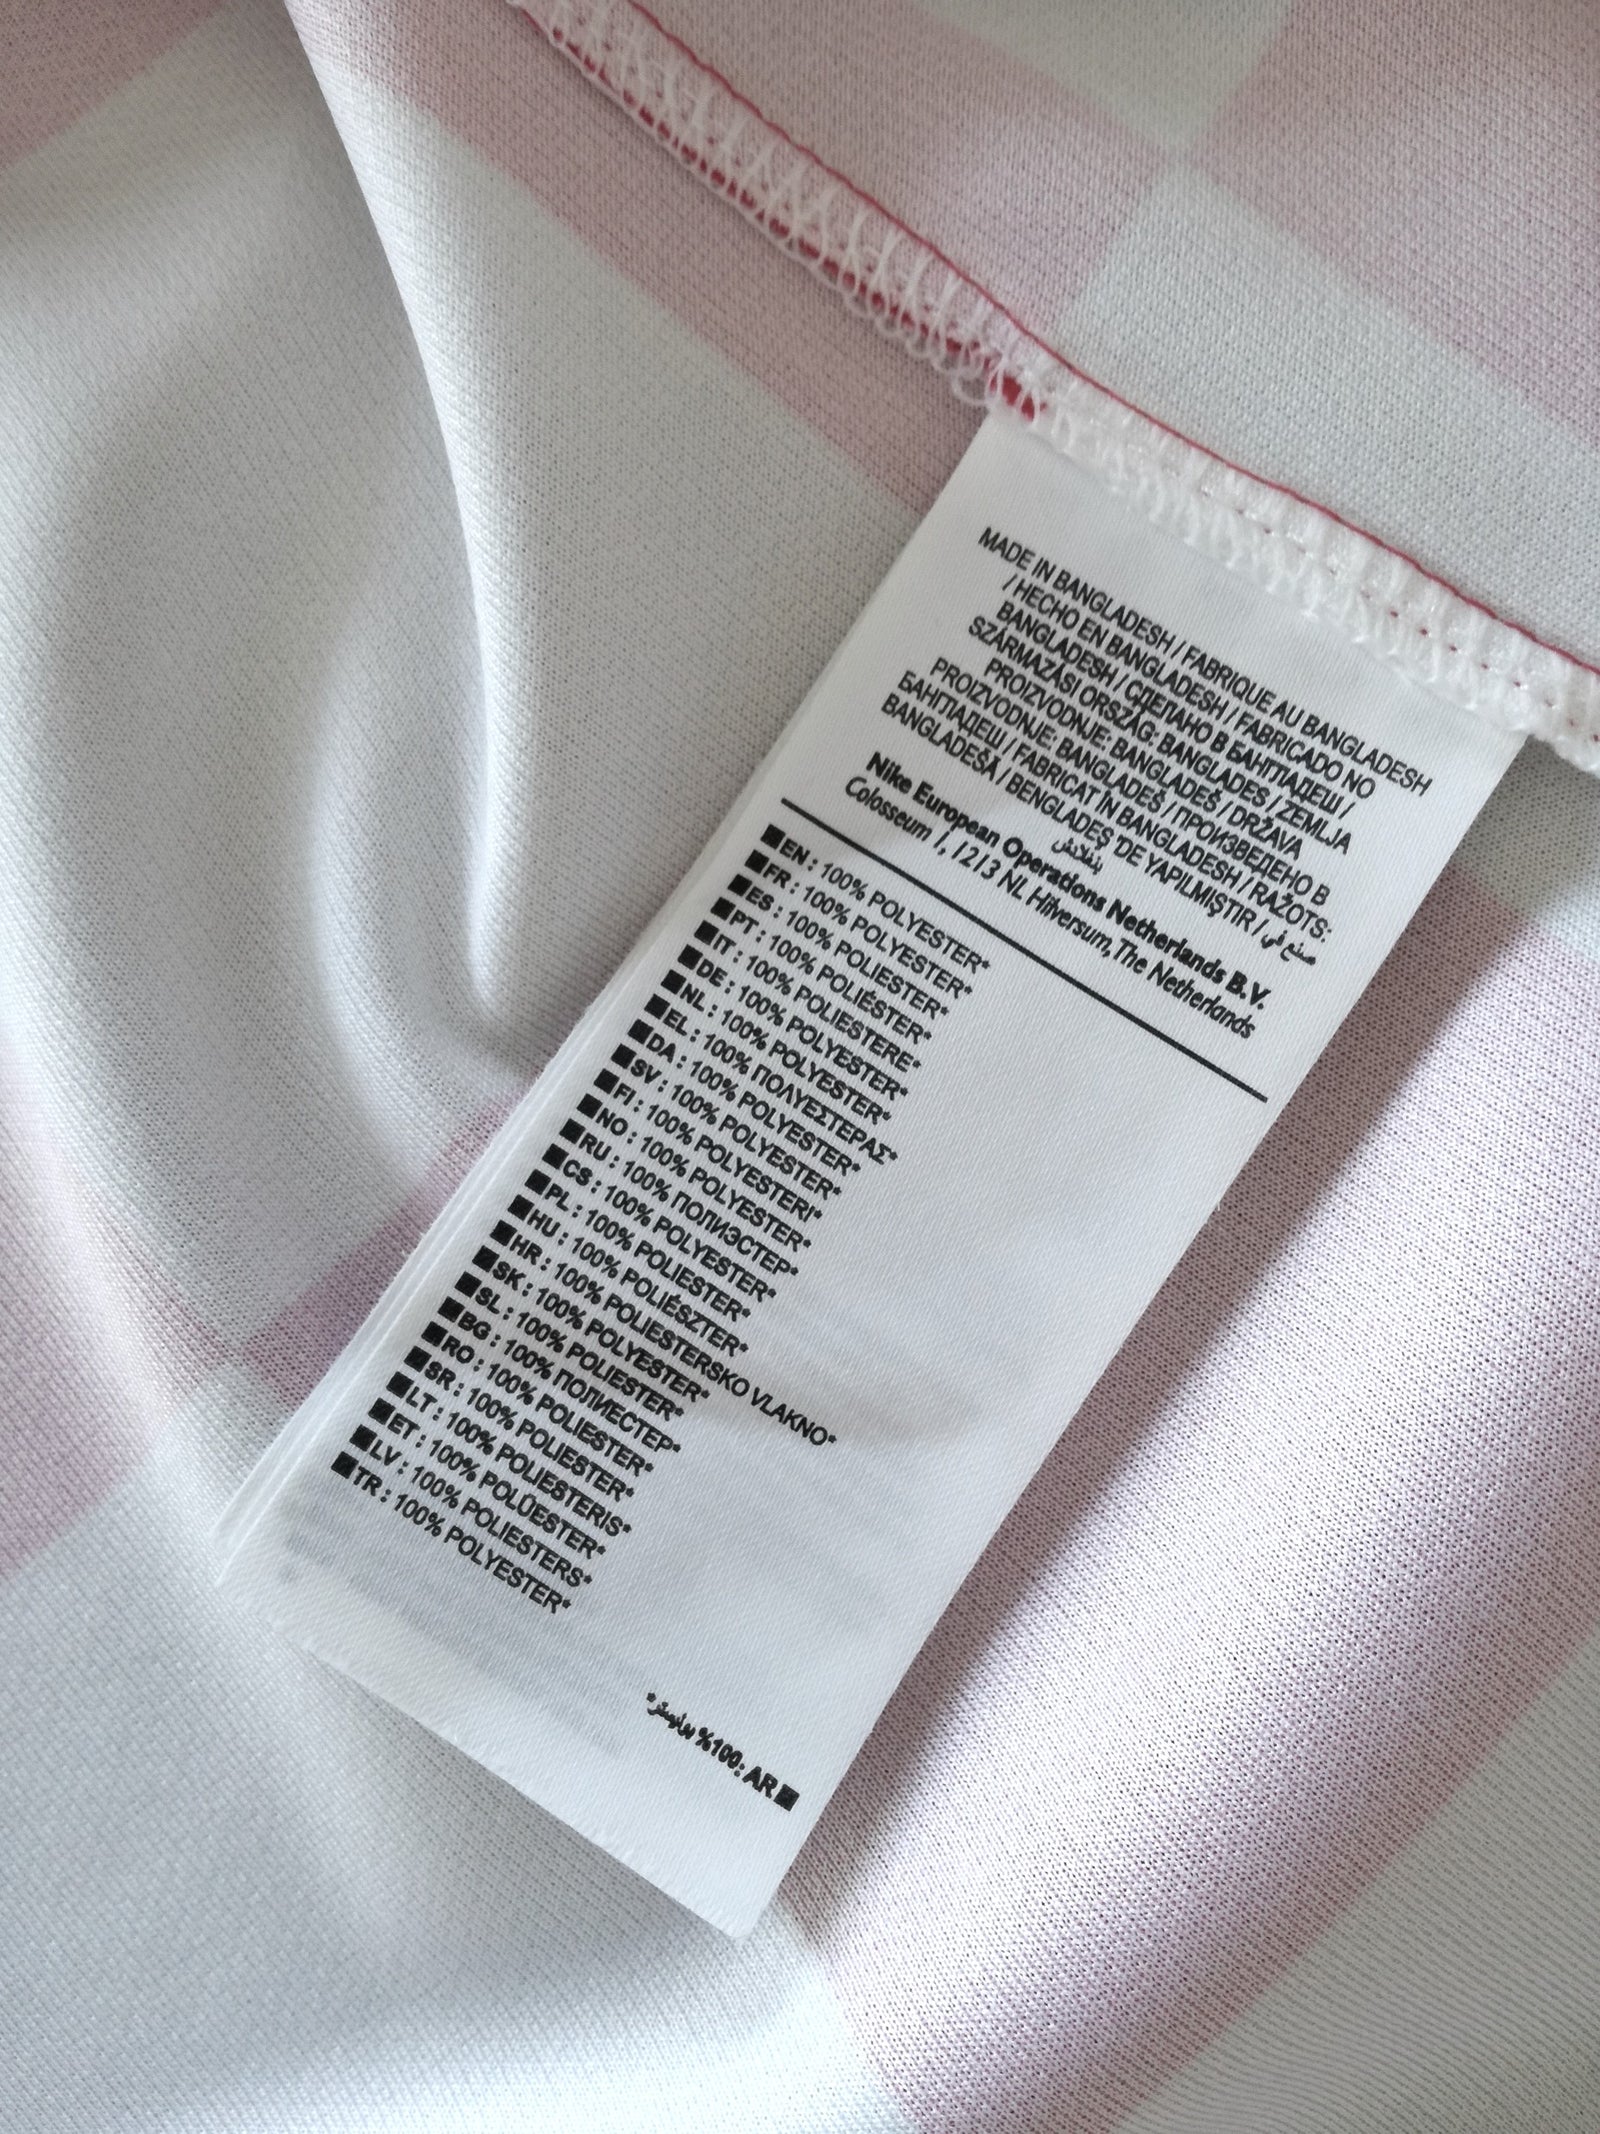 MADE IN BANGLADESH / FABRIQUE AU BANGLADESH
/ HECHO EN BANGLADESH / FABRICADO NO
BANGLADESH / СДЕЛАНО В БАНГЛАДЕШ /
SZÁRMAZÁSI ORSZÁG: BANGLADES / ZEMLJA
PROIZVODNJE: BANGLADEŠ / DRŽAVA
PROIZVODNJE: BANGLADEŠ / ПРОИЗВЕДЕНО В
БАНГЛАДЕШ / FABRICAT ÎN BANGLADESH / RAŽOTS:
BANGLADEŠĀ / BENGLADEŞ 'DE YAPILMIŞTIR / صنع في
Nike European Operations Netherlands B.V.
Colosseum 1, 1213 NL Hilversum, The Netherlands
EN : 100% POLYESTER*
FR : 100% POLYESTER*
ES : 100% POLIESTER*
PT : 100% POLIÉSTER*
IT : 100% POLIESTERE*
DE : 100% POLYESTER*
NL : 100% POLYESTER*
EL : 100% ΠΟΛΥΕΣΤΕΡΑΣ*
DA : 100% POLYESTER*
SV : 100% POLYESTER*
FI : 100% POLYESTERI*
NO : 100% POLYESTER*
RU : 100% ПОЛИЭСТЕР*
CS : 100% POLYESTER*
PL : 100% POLIESTER*
HU : 100% POLIÉSZTER*
HR : 100% POLIESTERSKO VLAKNO*
SK : 100% POLYESTER*
SL : 100% POLIESTER*
BG : 100% ПОЛИЕСТЕР*
RO : 100% POLIESTER*
SR : 100% POLIESTER*
LT : 100% POLIESTERIS*
ET : 100% POLÜESTER*
LV : 100% POLIESTERS*
TR : 100% POLYESTER*
AR :100% بوليستر*